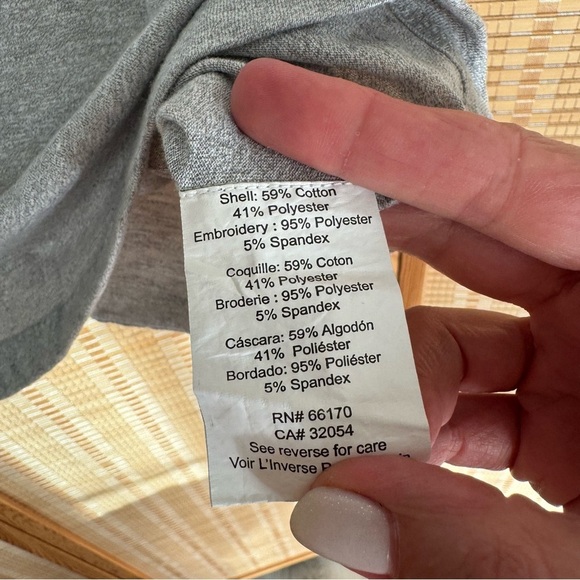 Shell: 59% Cotton
41% Polyester
Embroidery : 95% Polyester
5% Spandex
Coquille: 59% Coton
41% Polyester
Broderie : 95% Polyester
5% Spandex
Cáscara: 59% Algodón
41% Poliéster
Bordado: 95% Poliéster
5% Spandex
RN# 66170
CA# 32054
See reverse for care
Voir L'Inverse